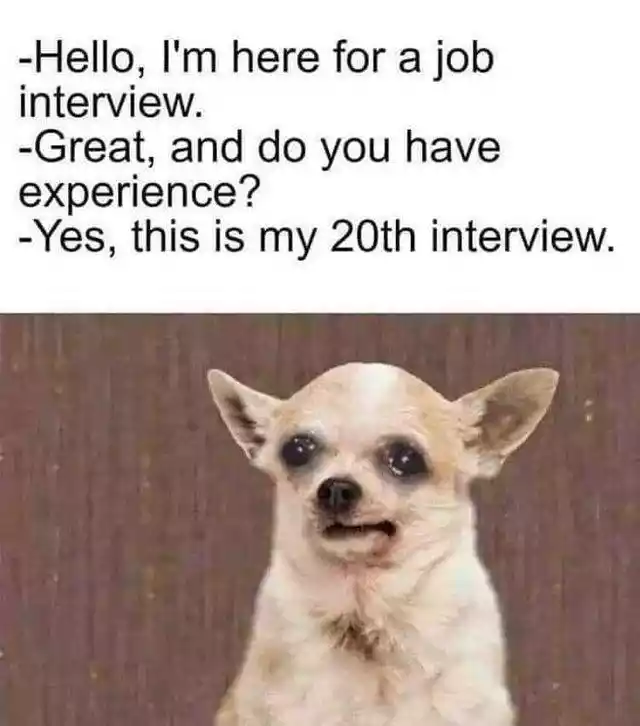 -Hello, I'm here for a job
interview.
-Great, and do you have
experience?
-Yes, this is my 20th interview.